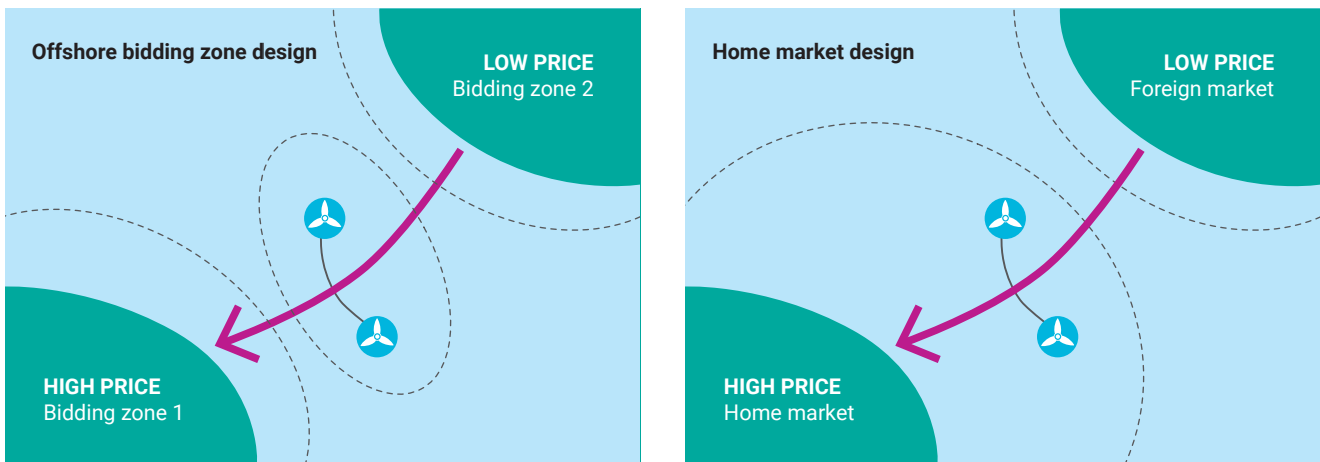 Offshore bidding zone design
LOW PRICE
Bidding zone 2
HIGH PRICE
Bidding zone 1
Home market design
LOW PRICE
Foreign market
HIGH PRICE
Home market